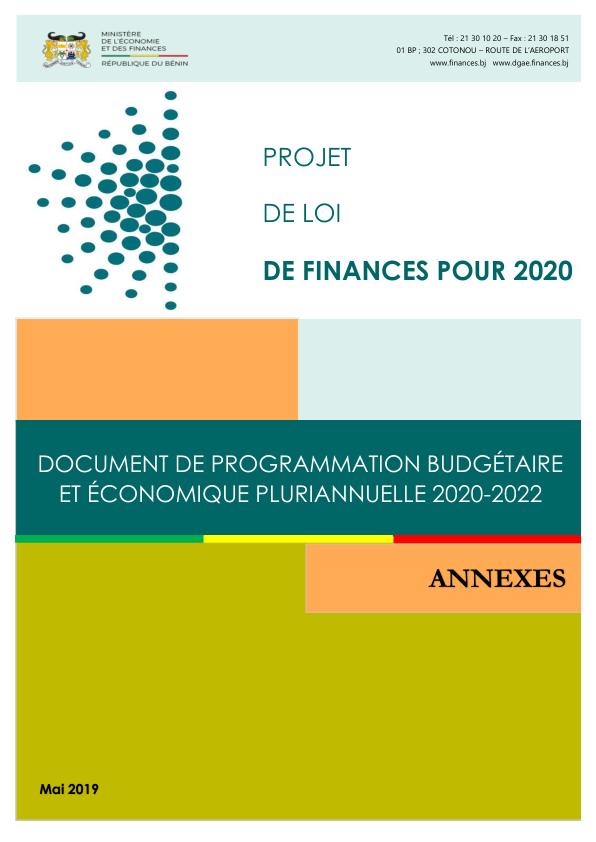 MINISTÈRE
DE L'ÉCONOMIE
ET DES FINANCES
RÉPUBLIQUE DU BÉNIN
Tél : 21 30 10 20 – Fax : 21 30 18 51
01 BP ; 302 COTONOU – ROUTE DE L'AEROPORT
www.finances.bj www.dgae.finances.bj
PROJET
DE LOI
DE FINANCES POUR 2020
DOCUMENT DE PROGRAMMATION BUDGÉTAIRE
ET ÉCONOMIQUE PLURIANNUELLE 2020-2022
ANNEXES
Mai 2019